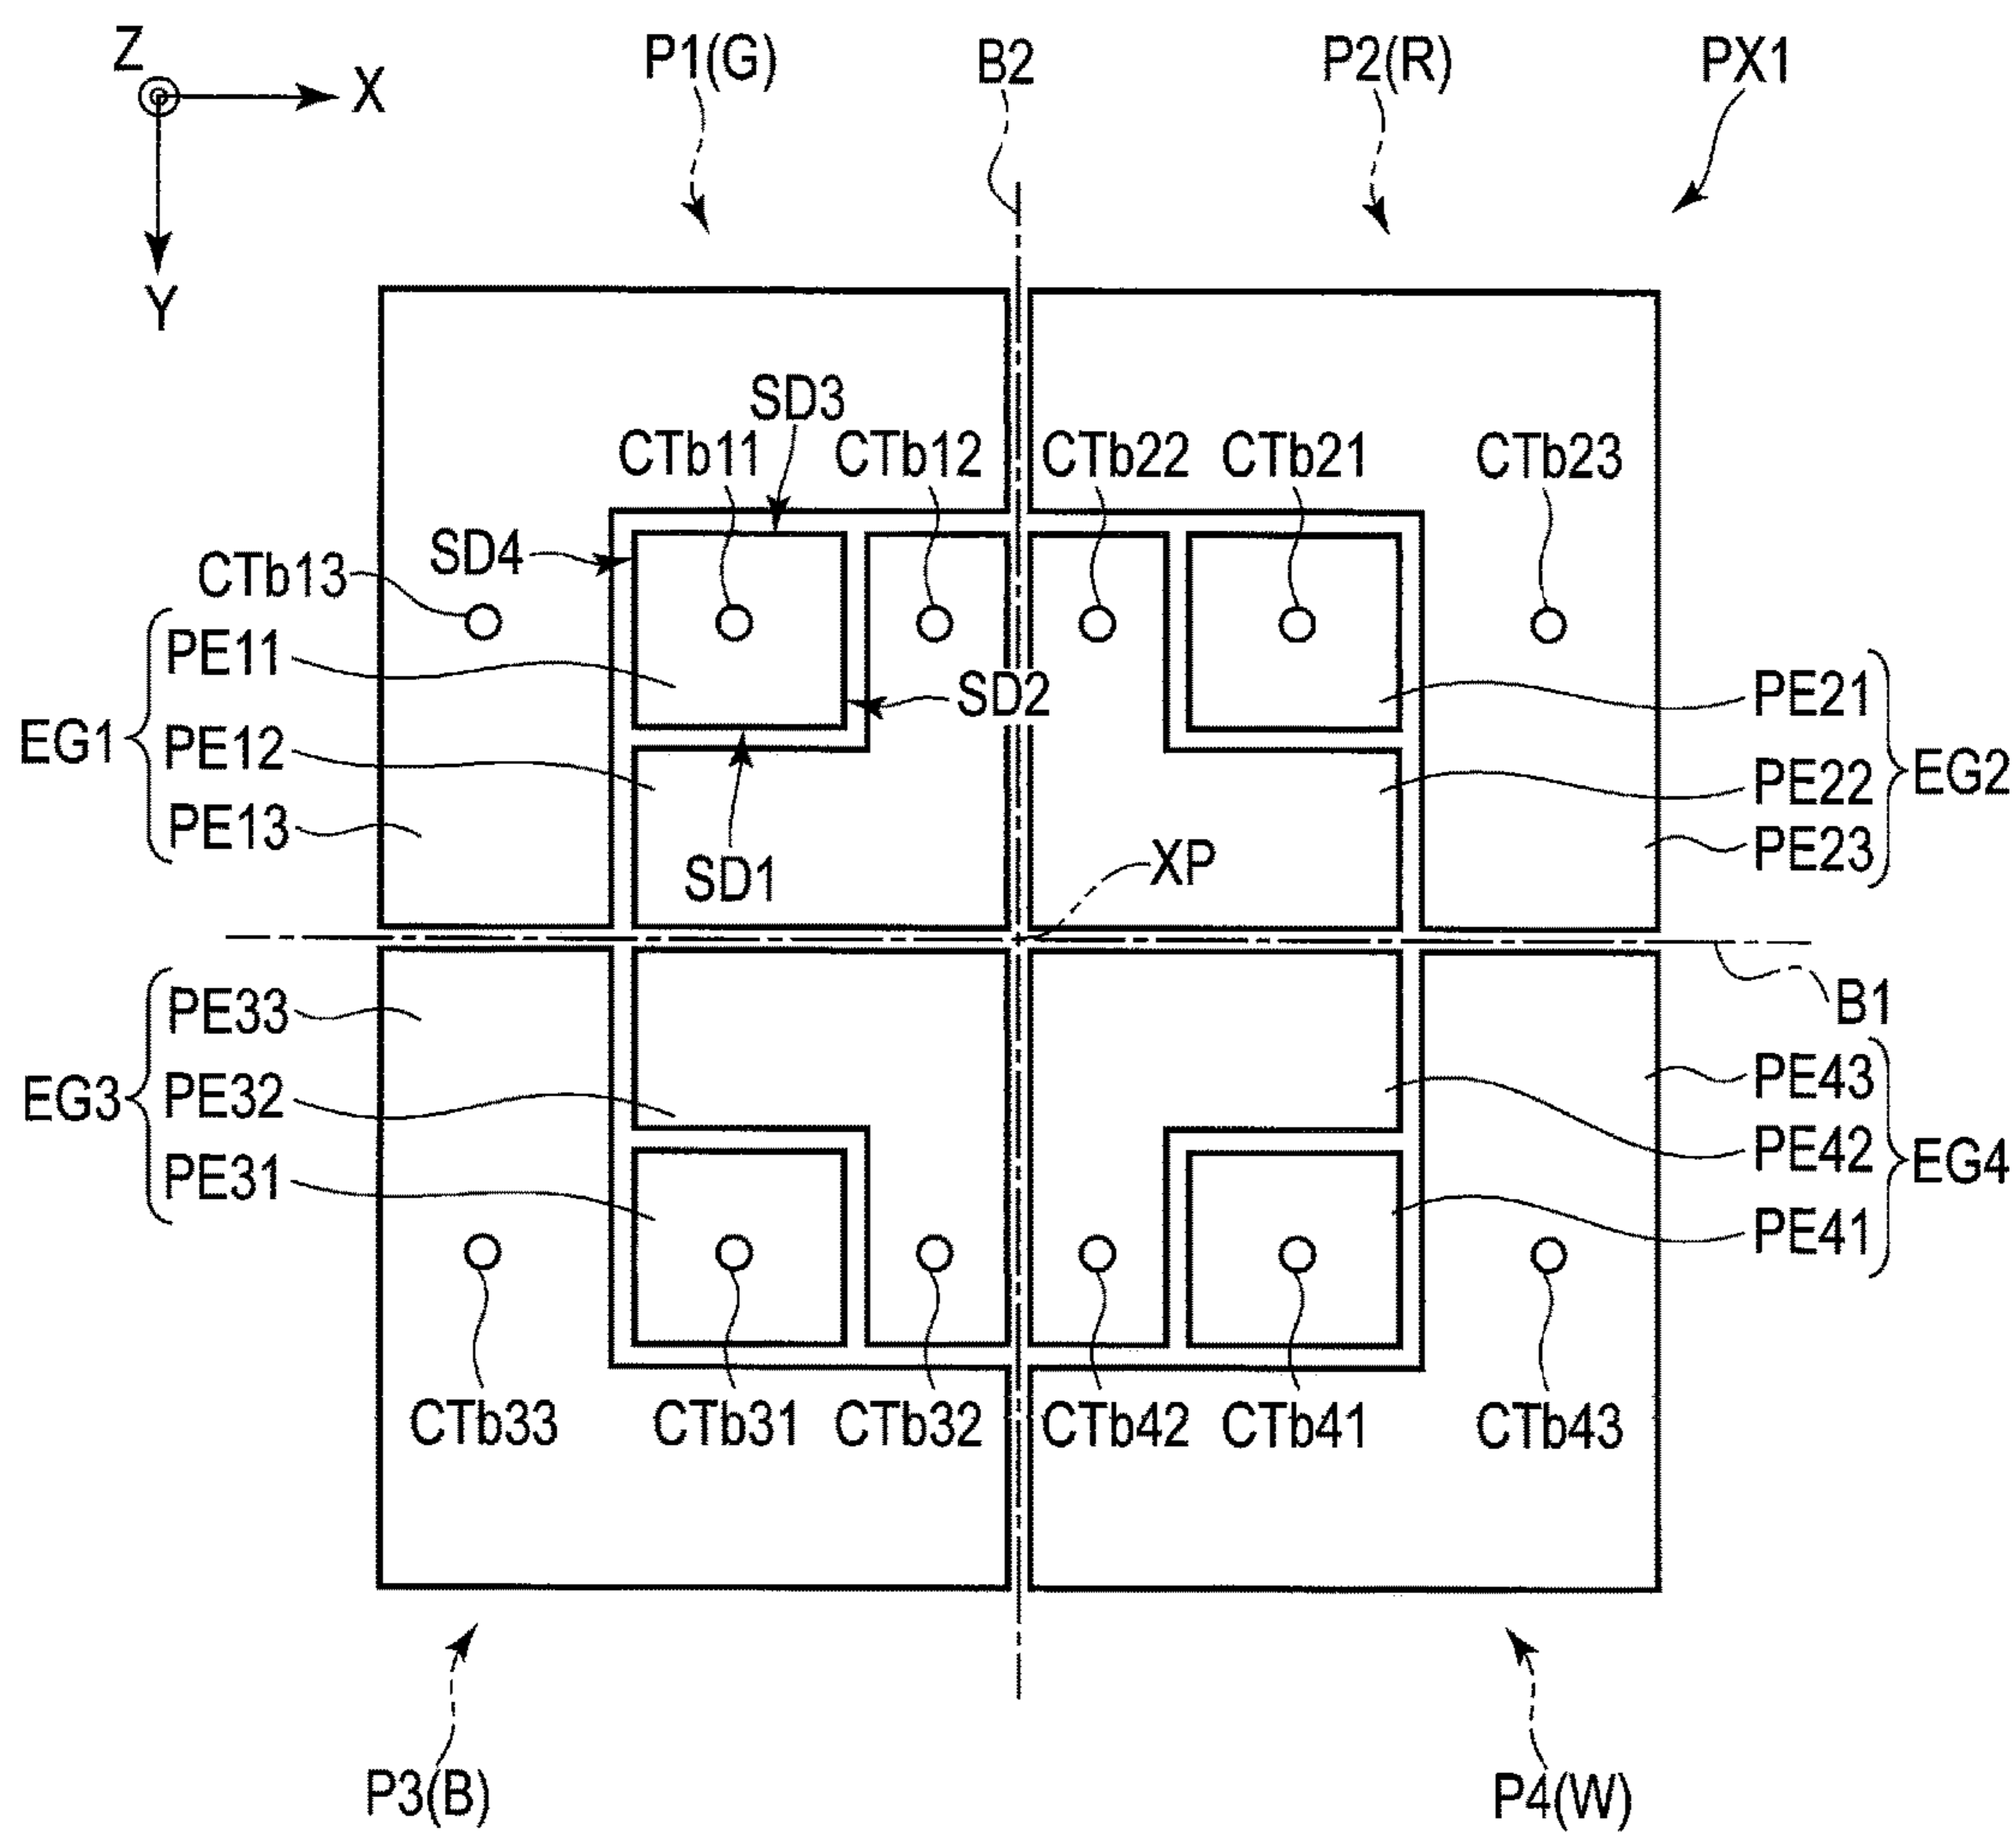 Z
X
Y
P1(G)
B2
P2(R)
PX1
SD3
CTb11
CTb12
CTb22
CTb21
CTb23
SD4
CTb13
PE11
SD2
PE21
EG1
PE12
EG2
PE22
PE13
SD1
XP
PE23
PE33
B1
EG3
PE32
PE43
PE31
PE42
EG4
PE41
CTb33
CTb31
CTb32
CTb42
CTb41
CTb43
P3(B)
P4(W)